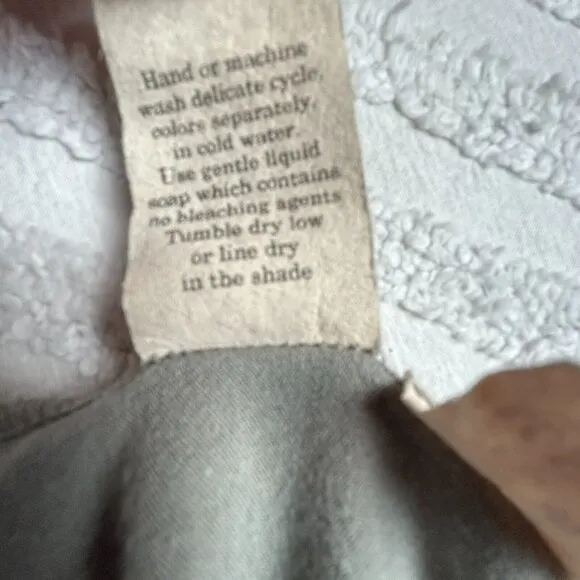 Hand or machine
wash delicate cycle,
colors separately,
in cold water.
Use gentle liquid
soap which contains
no bleaching agents
Tumble dry low
or line dry
in the shade